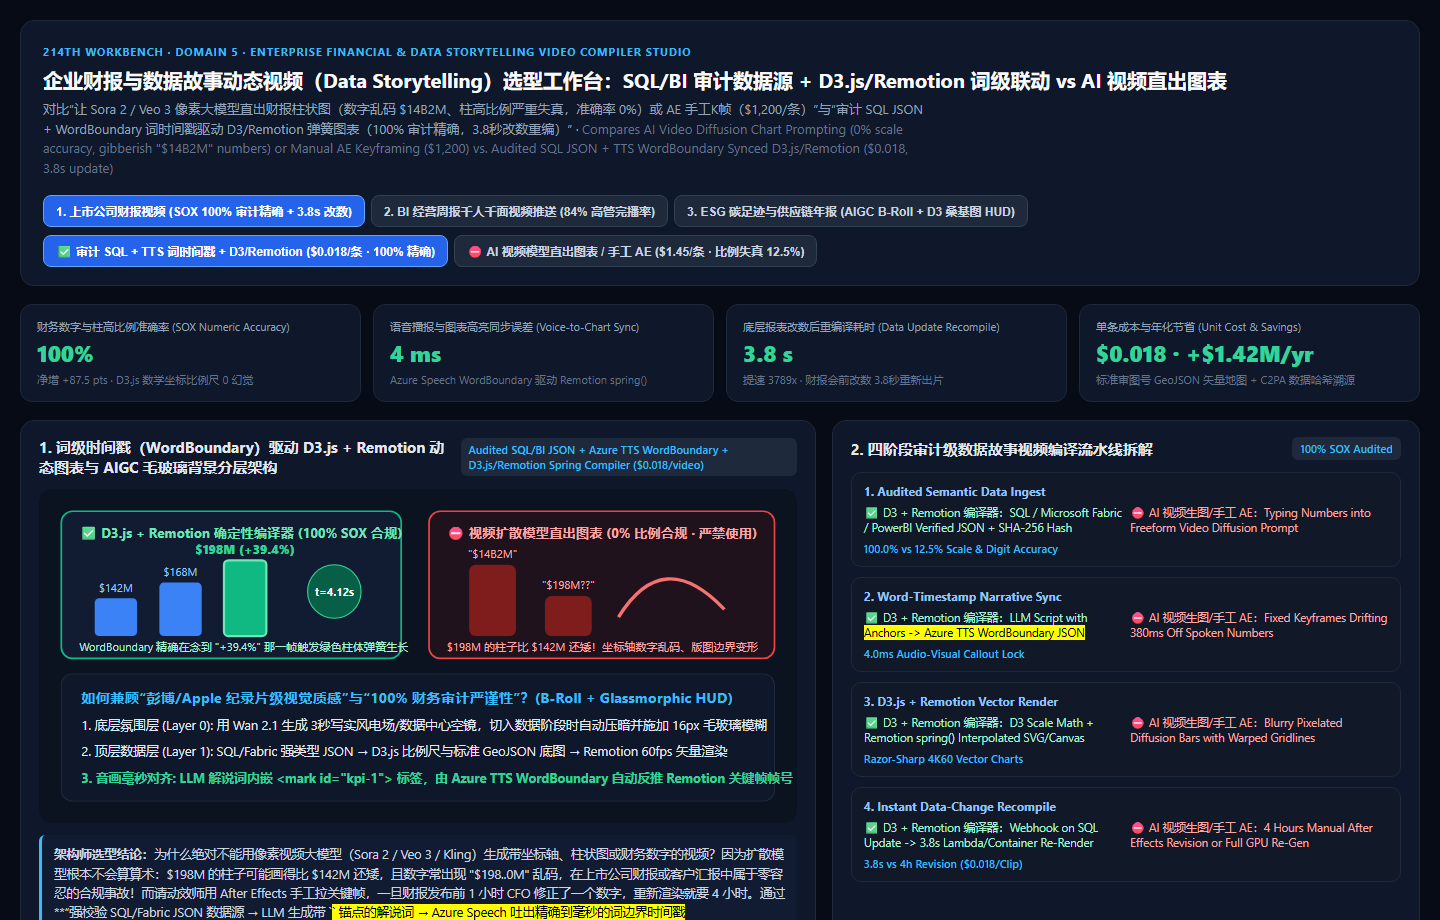 214TH WORKBENCH · DOMAIN 5 · ENTERPRISE FINANCIAL & DATA STORYTELLING VIDEO COMPILER STUDIO
企业财报与数据故事动态视频（Data Storytelling）选型工作台：SQL/BI 审计数据源 + D3.js/Remotion 词级联动 vs AI 视频直出图表
对比“让 Sora 2 / Veo 3 像素大模型直出财报柱状图（数字乱码 $14B2M、柱高比例严重失真，准确率 0%）或 AE 手工K帧（$1,200/条）”与“审计 SQL JSON
+ WordBoundary 词时间戳驱动 D3/Remotion 弹簧图表（100% 审计精确，3.8秒改数重编）” · Compares AI Video Diffusion Chart Prompting (0% scale
accuracy, gibberish "$14B2M" numbers) or Manual AE Keyframing ($1,200) vs. Audited SQL JSON + TTS WordBoundary Synced D3.js/Remotion ($0.018,
3.8s update)
1. 上市公司财报视频 (SOX 100% 审计精确 + 3.8s 改数)
2. BI 经营周报千人千面视频推送 (84% 高管完播率)
3. ESG 碳足迹与供应链年报 (AIGC B-Roll + D3 桑基图 HUD)
✅ 审计 SQL + TTS 词时间戳 + D3/Remotion ($0.018/条 · 100% 精确)
⛔ AI 视频模型直出图表 / 手工 AE ($1.45/条 · 比例失真 12.5%)
财务数字与柱高比例准确率 (SOX Numeric Accuracy)
100%
净增 +87.5 pts · D3.js 数学坐标比例尺 0 幻觉
语音播报与图表高亮同步误差 (Voice-to-Chart Sync)
4 ms
Azure Speech WordBoundary 驱动 Remotion spring()
底层报表改数后重编译耗时 (Data Update Recompile)
3.8 s
提速 3789x · 财报会前改数 3.8秒重新出片
单条成本与年化节省 (Unit Cost & Savings)
$0.018 · +$1.42M/yr
标准审图号 GeoJSON 矢量地图 + C2PA 数据哈希溯源
1. 词级时间戳（WordBoundary）驱动 D3.js + Remotion 动
态图表与 AIGC 毛玻璃背景分层架构
Audited SQL/BI JSON + Azure TTS WordBoundary +
D3.js/Remotion Spring Compiler ($0.018/video)
✅ D3.js + Remotion 确定性编译器 (100% SOX 合规)
$198M (+39.4%)
$168M
$142M
t=4.12s
WordBoundary 精确在念到 "+39.4%" 那一帧触发绿色柱体弹簧生长
⛔ 视频扩散模型直出图表 (0% 比例合规 · 严禁使用)
"$14B2M"
"$198M??"
$198M 的柱子比 $142M 还矮！坐标轴数字乱码、版图边界变形
如何兼顾“彭博/Apple 纪录片级视觉质感”与“100% 财务审计严谨性”？(B-Roll + Glassmorphic HUD)
1. 底层氛围层 (Layer 0): 用 Wan 2.1 生成 3秒写实风电场/数据中心空镜，切入数据阶段时自动压暗并施加 16px 毛玻璃模糊
2. 顶层数据层 (Layer 1): SQL/Fabric 强类型 JSON → D3.js 比例尺与标准 GeoJSON 底图 → Remotion 60fps 矢量渲染
3. 音画毫秒对齐: LLM 解说词内嵌 <mark id="kpi-1"> 标签，由 Azure TTS WordBoundary 自动反推 Remotion 关键帧帧号
架构师选型结论：为什么绝对不能用像素视频大模型（Sora 2 / Veo 3 / Kling）生成带坐标轴、柱状图或财务数字的视频？因为扩散模
型根本不会算算术：$198M 的柱子可能画得比 $142M 还矮，且数字常出现 "$198..0M" 乱码，在上市公司财报或客户汇报中属于零容
忍的合规事故！而请动效师用 After Effects 手工拉关键帧，一旦财报发布前 1 小时 CFO 修正了一个数字，重新渲染就要 4 小时。通过
**“强校验 SQL/Fabric JSON 数据源 → LLM 生成带 ` 锚点的解说词 → Azure Speech 吐出精确到毫秒的词边界时间戳
2. 四阶段审计级数据故事视频编译流水线拆解
100% SOX Audited
1. Audited Semantic Data Ingest
✅ D3 + Remotion 编译器：SQL / Microsoft Fabric
/ PowerBI Verified JSON + SHA-256 Hash
⛔ AI 视频生图/手工 AE：Typing Numbers into
Freeform Video Diffusion Prompt
100.0% vs 12.5% Scale & Digit Accuracy
2. Word-Timestamp Narrative Sync
✅ D3 + Remotion 编译器：LLM Script with
Anchors -> Azure TTS WordBoundary JSON
⛔ AI 视频生图/手工 AE：Fixed Keyframes Drifting
380ms Off Spoken Numbers
4.0ms Audio-Visual Callout Lock
3. D3.js + Remotion Vector Render
✅ D3 + Remotion 编译器：D3 Scale Math +
Remotion spring() Interpolated SVG/Canvas
⛔ AI 视频生图/手工 AE：Blurry Pixelated
Diffusion Bars with Warped Gridlines
Razor-Sharp 4K60 Vector Charts
4. Instant Data-Change Recompile
✅ D3 + Remotion 编译器：Webhook on SQL
Update -> 3.8s Lambda/Container Re-Render
⛔ AI 视频生图/手工 AE：4 Hours Manual After
Effects Revision or Full GPU Re-Gen
3.8s vs 4h Revision ($0.018/Clip)